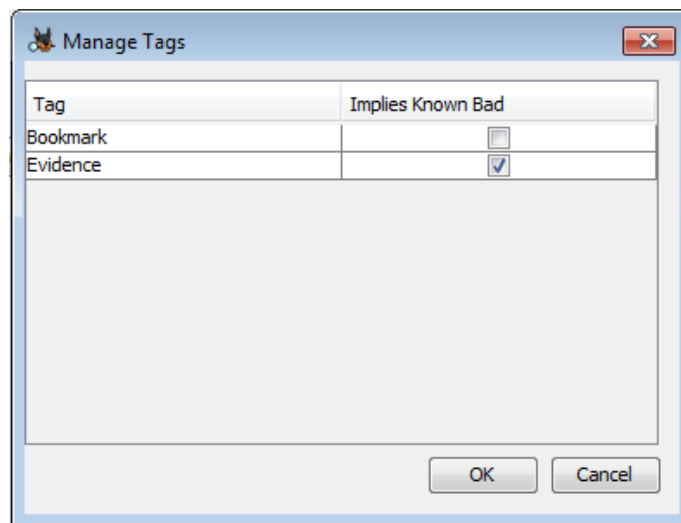 Manage Tags
Tag Implies Known Bad
Bookmark
Evidence
OK Cancel